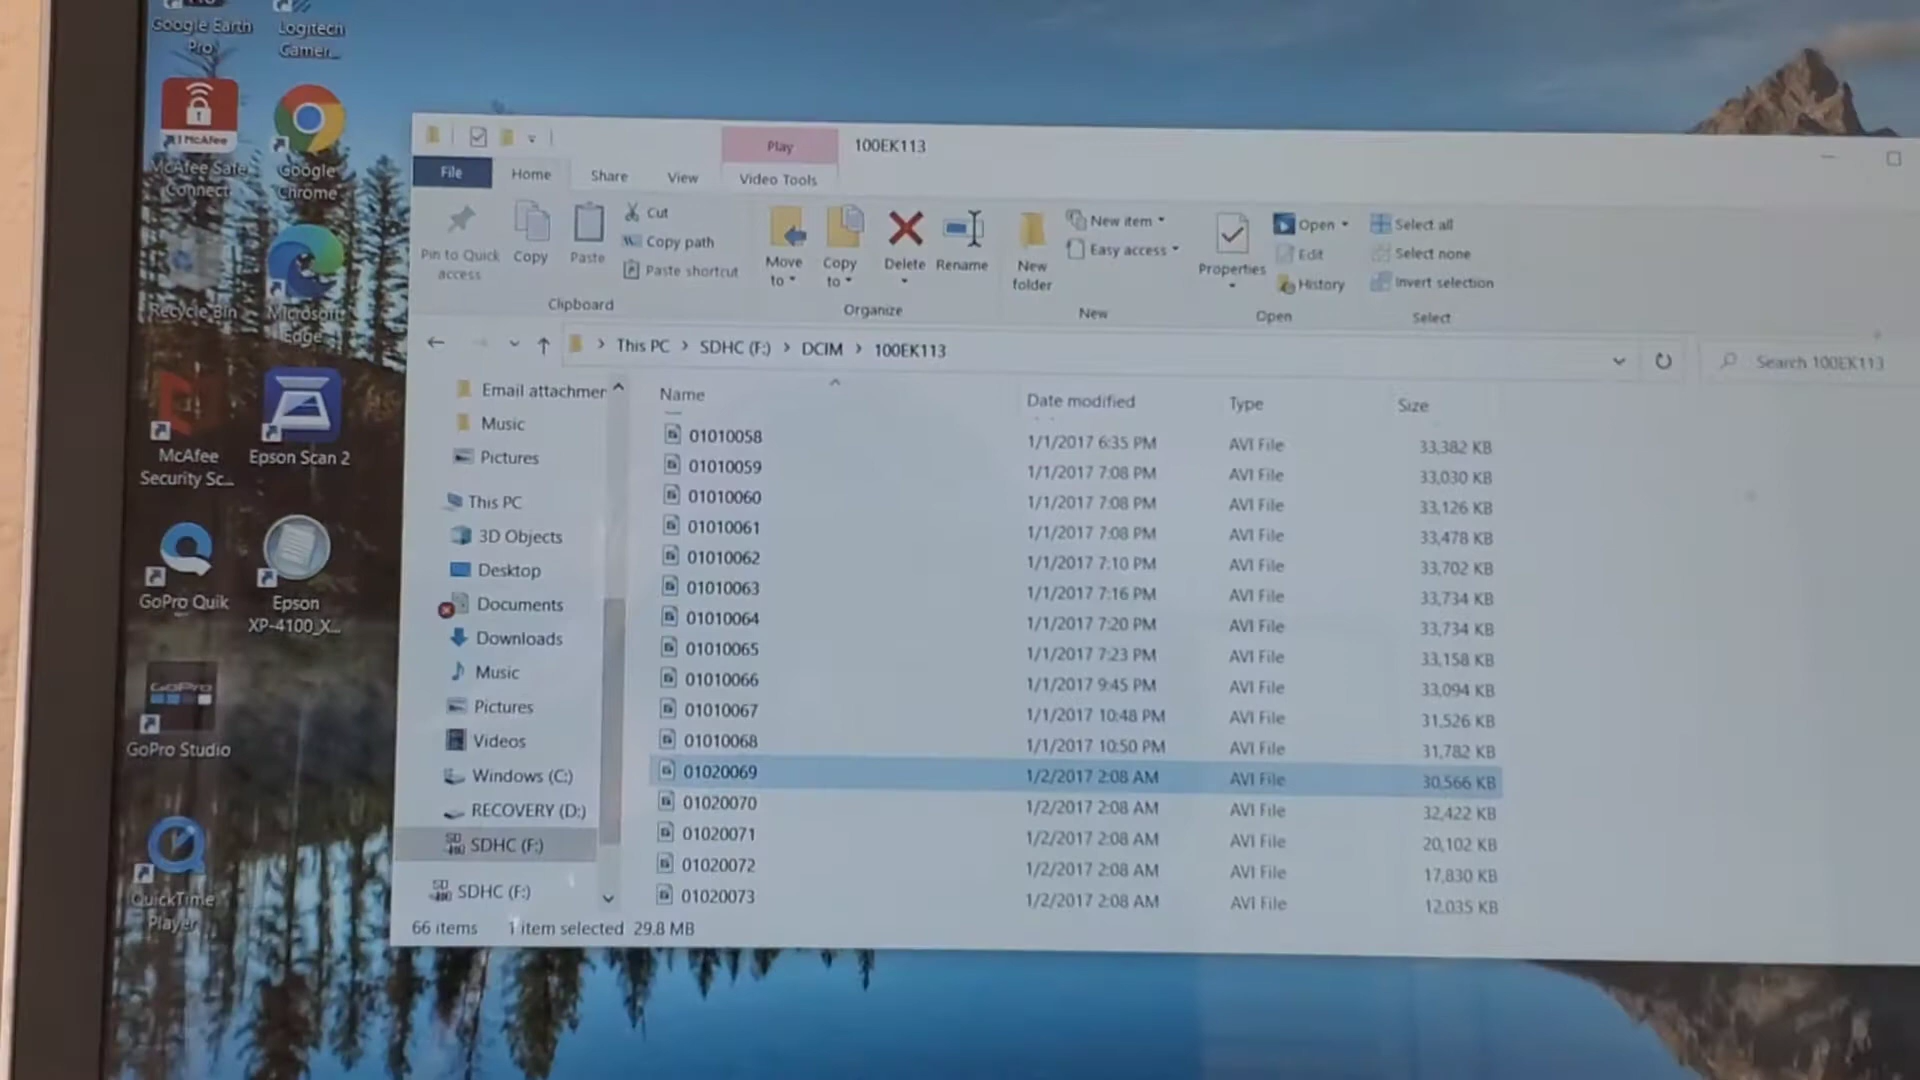 Google Earth Pro
Logitech Camer...
McAfee
McAfee Safe Connect
Google Chrome
Recycle Bin
Microsoft Edge
McAfee Security Sc...
Epson Scan 2
GoPro Quik
Epson XP-4100_X...
GoPro
GoPro Studio
QuickTime Player
Play
100EK113
File
Home
Share
View
Video Tools
Pin to Quick access
Copy
Paste
Cut
Copy path
Paste shortcut
Clipboard
Move to
Copy to
Delete
Rename
Organize
New folder
New item
Easy access
New
Properties
Open
Edit
History
Open
Select all
Select none
Invert selection
Select
This PC > SDHC (F:) > DCIM > 100EK113
Search 100EK113
Email attachmer
Music
Pictures
This PC
3D Objects
Desktop
Documents
Downloads
Music
Pictures
Videos
Windows (C:)
RECOVERY (D:)
SDHC (F:)
SDHC (F:)
Name Date modified Type Size
01010058 1/1/2017 6:35 PM AVI File 33,382 KB
01010059 1/1/2017 7:08 PM AVI File 33,030 KB
01010060 1/1/2017 7:08 PM AVI File 33,126 KB
01010061 1/1/2017 7:08 PM AVI File 33,478 KB
01010062 1/1/2017 7:10 PM AVI File 33,702 KB
01010063 1/1/2017 7:16 PM AVI File 33,734 KB
01010064 1/1/2017 7:20 PM AVI File 33,734 KB
01010065 1/1/2017 7:23 PM AVI File 33,158 KB
01010066 1/1/2017 9:45 PM AVI File 33,094 KB
01010067 1/1/2017 10:48 PM AVI File 31,526 KB
01010068 1/1/2017 10:50 PM AVI File 31,782 KB
01020069 1/2/2017 2:08 AM AVI File 30,566 KB
01020070 1/2/2017 2:08 AM AVI File 32,422 KB
01020071 1/2/2017 2:08 AM AVI File 20,102 KB
01020072 1/2/2017 2:08 AM AVI File 17,830 KB
01020073 1/2/2017 2:08 AM AVI File 12,035 KB
66 items 1 item selected 29.8 MB